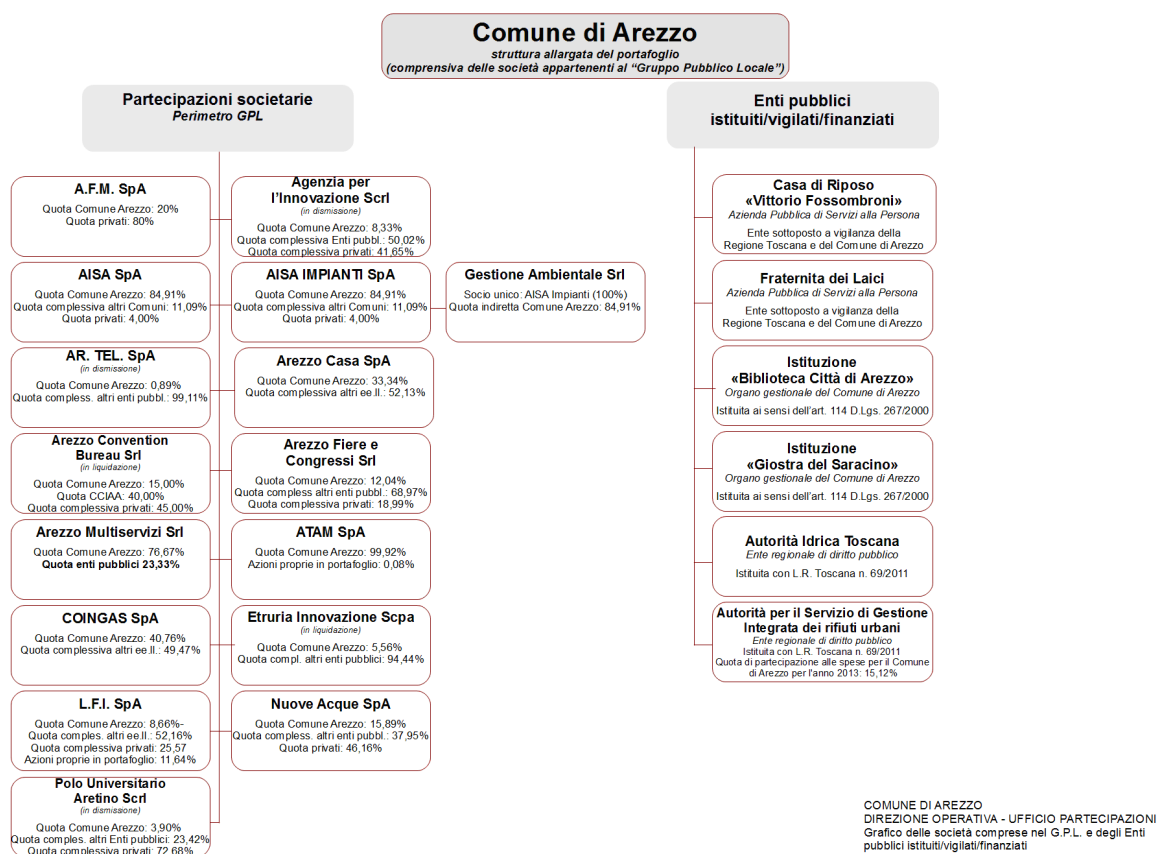 Comune di Arezzo
struttura allargata del portafoglio
(comprensiva delle società appartenenti al “Gruppo Pubblico Locale”)
Partecipazioni societarie
Perimetro GPL
Enti pubblici
istituiti/vigilati/finanziati
A.F.M. SpA
Quota Comune Arezzo: 20%
Quota privati: 80%
Agenzia per
l’Innovazione Scrl
(in dismissione)
Quota Comune Arezzo: 8,33%
Quota complessiva Enti pubbl.: 50,02%
Quota complessiva privati: 41,65%
AISA SpA
Quota Comune Arezzo: 84,91%
Quota complessiva altri Comuni: 11,09%
Quota privati: 4,00%
AISA IMPIANTI SpA
Quota Comune Arezzo: 84,91%
Quota complessiva altri Comuni: 11,09%
Quota privati: 4,00%
Gestione Ambientale Srl
Socio unico: AISA Impianti (100%)
Quota indiretta Comune Arezzo: 84,91%
AR. TEL. SpA
(in dismissione)
Quota Comune Arezzo: 0,89%
Quota compless. altri enti pubbl.: 99,11%
Arezzo Casa SpA
Quota Comune Arezzo: 33,34%
Quota complessiva altri ee.ll.: 52,13%
Arezzo Convention
Bureau Srl
(in liquidazione)
Quota Comune Arezzo: 15,00%
Quota CCIAA: 40,00%
Quota complessiva privati: 45,00%
Arezzo Fiere e
Congressi Srl
Quota Comune Arezzo: 12,04%
Quota compless altri enti pubbl.: 68,97%
Quota complessiva privati: 18,99%
Arezzo Multiservizi Srl
Quota Comune Arezzo: 76,67%
Quota enti pubblici 23,33%
ATAM SpA
Quota Comune Arezzo: 99,92%
Azioni proprie in portafoglio: 0,08%
COINGAS SpA
Quota Comune Arezzo: 40,76%
Quota complessiva altri ee.ll.: 49,47%
Etruria Innovazione Scpa
(in liquidazione)
Quota Comune Arezzo: 5,56%
Quota compl. altri enti pubblici: 94,44%
L.F.I. SpA
Quota Comune Arezzo: 8,66%-
Quota comples. altri ee.ll.: 52,16%
Quota complessiva privati: 25,57
Azioni proprie in portafoglio: 11,64%
Nuove Acque SpA
Quota Comune Arezzo: 15,89%
Quota compless. altri enti pubbl.: 37,95%
Quota privati: 46,16%
Polo Universitario
Aretino Scrl
(in dismissione)
Quota Comune Arezzo: 3,90%
Quota comples. altri Enti pubblici: 23,42%
Quota complessiva privati: 72,68%
Casa di Riposo
«Vittorio Fossombroni»
Azienda Pubblica di Servizi alla Persona
Ente sottoposto a vigilanza della
Regione Toscana e del Comune di Arezzo
Fraternita dei Laici
Azienda Pubblica di Servizi alla Persona
Ente sottoposto a vigilanza della
Regione Toscana e del Comune di Arezzo
Istituzione
«Biblioteca Città di Arezzo»
Organo gestionale del Comune di Arezzo
Istituita ai sensi dell’art. 114 D.Lgs. 267/2000
Istituzione
«Giostra del Saracino»
Organo gestionale del Comune di Arezzo
Istituita ai sensi dell’art. 114 D.Lgs. 267/2000
Autorità Idrica Toscana
Ente regionale di diritto pubblico
Istituita con L.R. Toscana n. 69/2011
Autorità per il Servizio di Gestione
Integrata dei rifiuti urbani
Ente regionale di diritto pubblico
Istituita con L.R. Toscana n. 69/2011
Quota di partecipazione alle spese per il Comune
di Arezzo per l'anno 2013: 15,12%
COMUNE DI AREZZO
DIREZIONE OPERATIVA - UFFICIO PARTECIPAZIONI
Grafico delle società comprese nel G.P.L. e degli Enti
pubblici istituiti/vigilati/finanziati